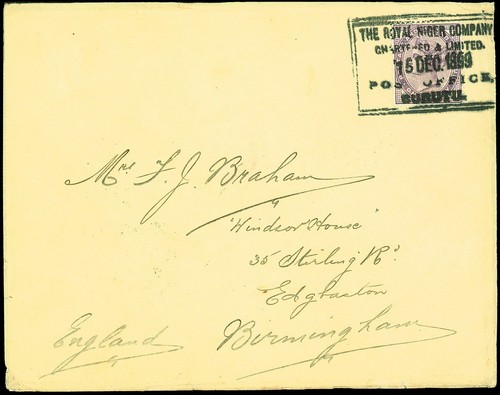 THE ROYAL NIGER COMPANY
CHARTERED & LIMITED.
15 DEC. 1899
POST OFFICE,
BURUTU.
Mrs F. J. Braham
"Windsor House"
35 Stirling Rd
Edgbaston
Birmingham
England